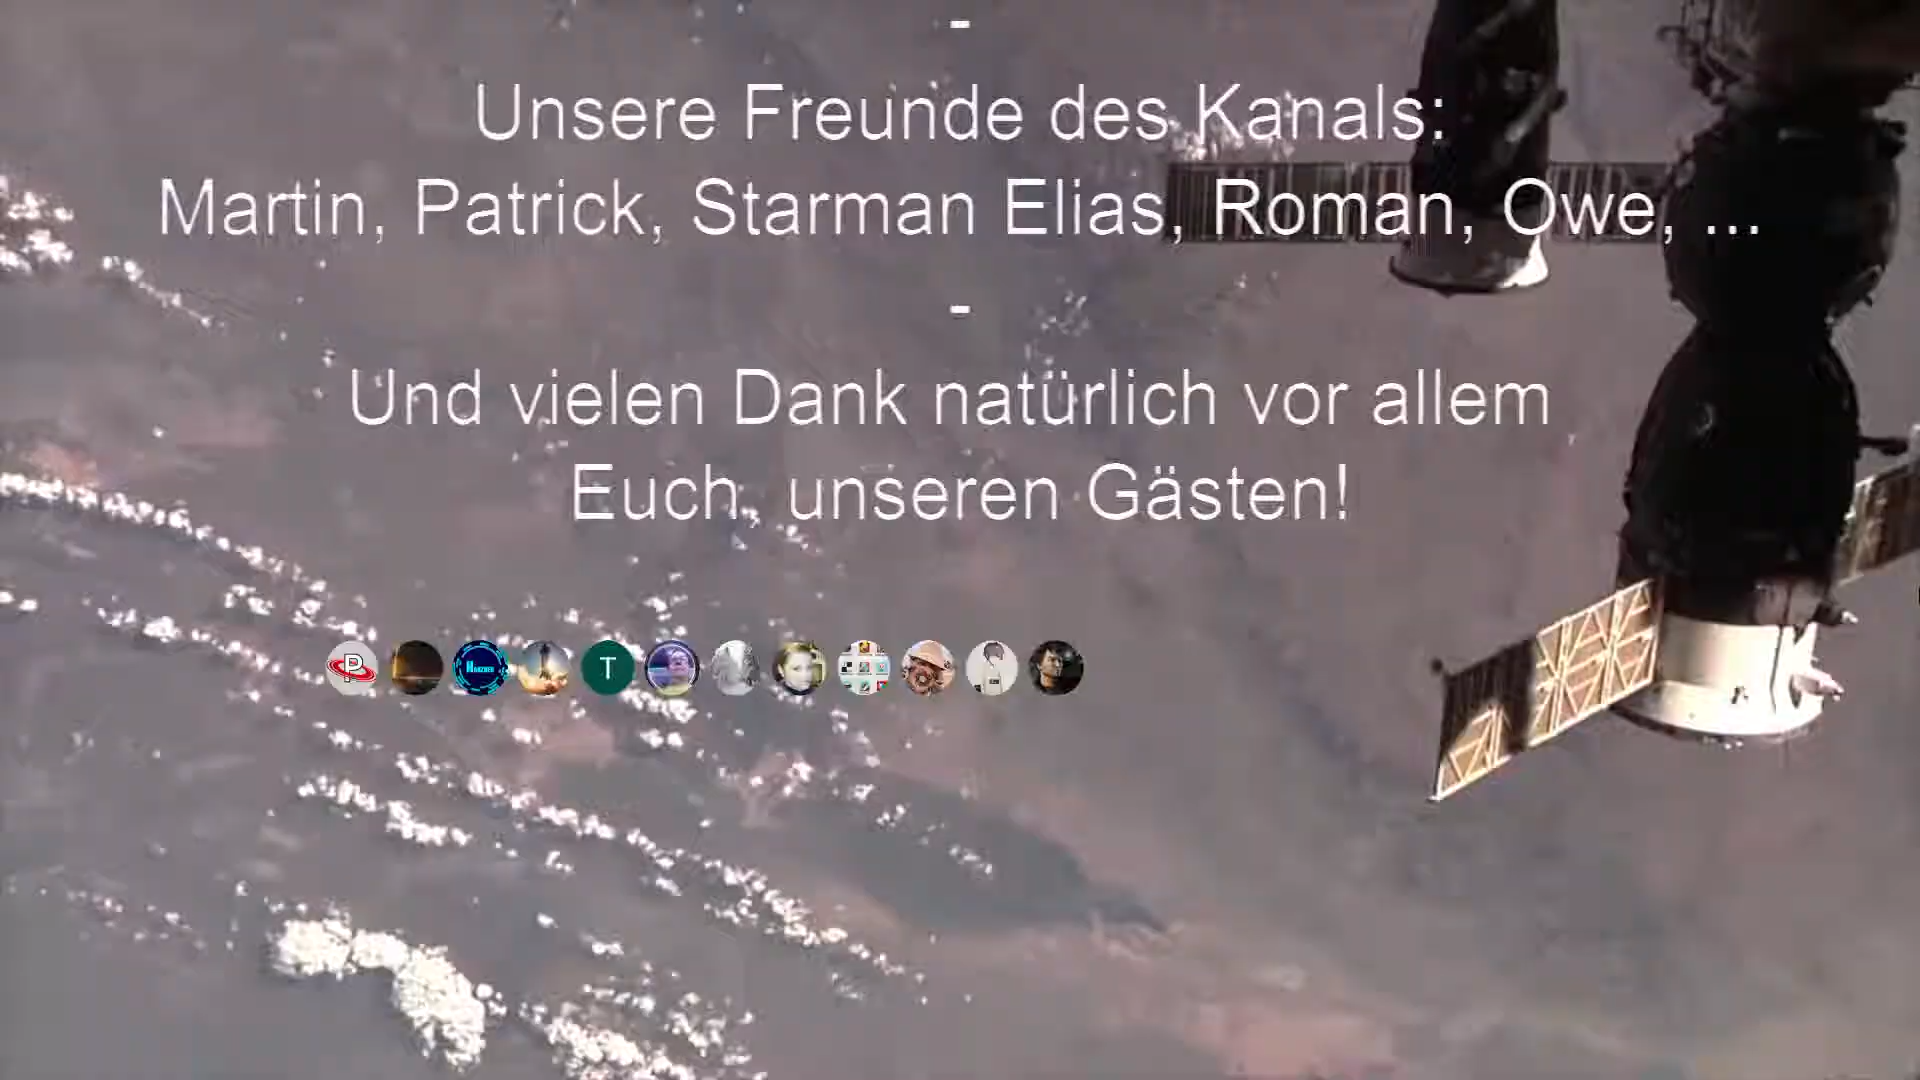 -
Unsere Freunde des Kanals:
Martin, Patrick, Starman Elias, Roman, Owe, ...
-
Und vielen Dank natürlich vor allem
Euch, unseren Gästen!
P
T